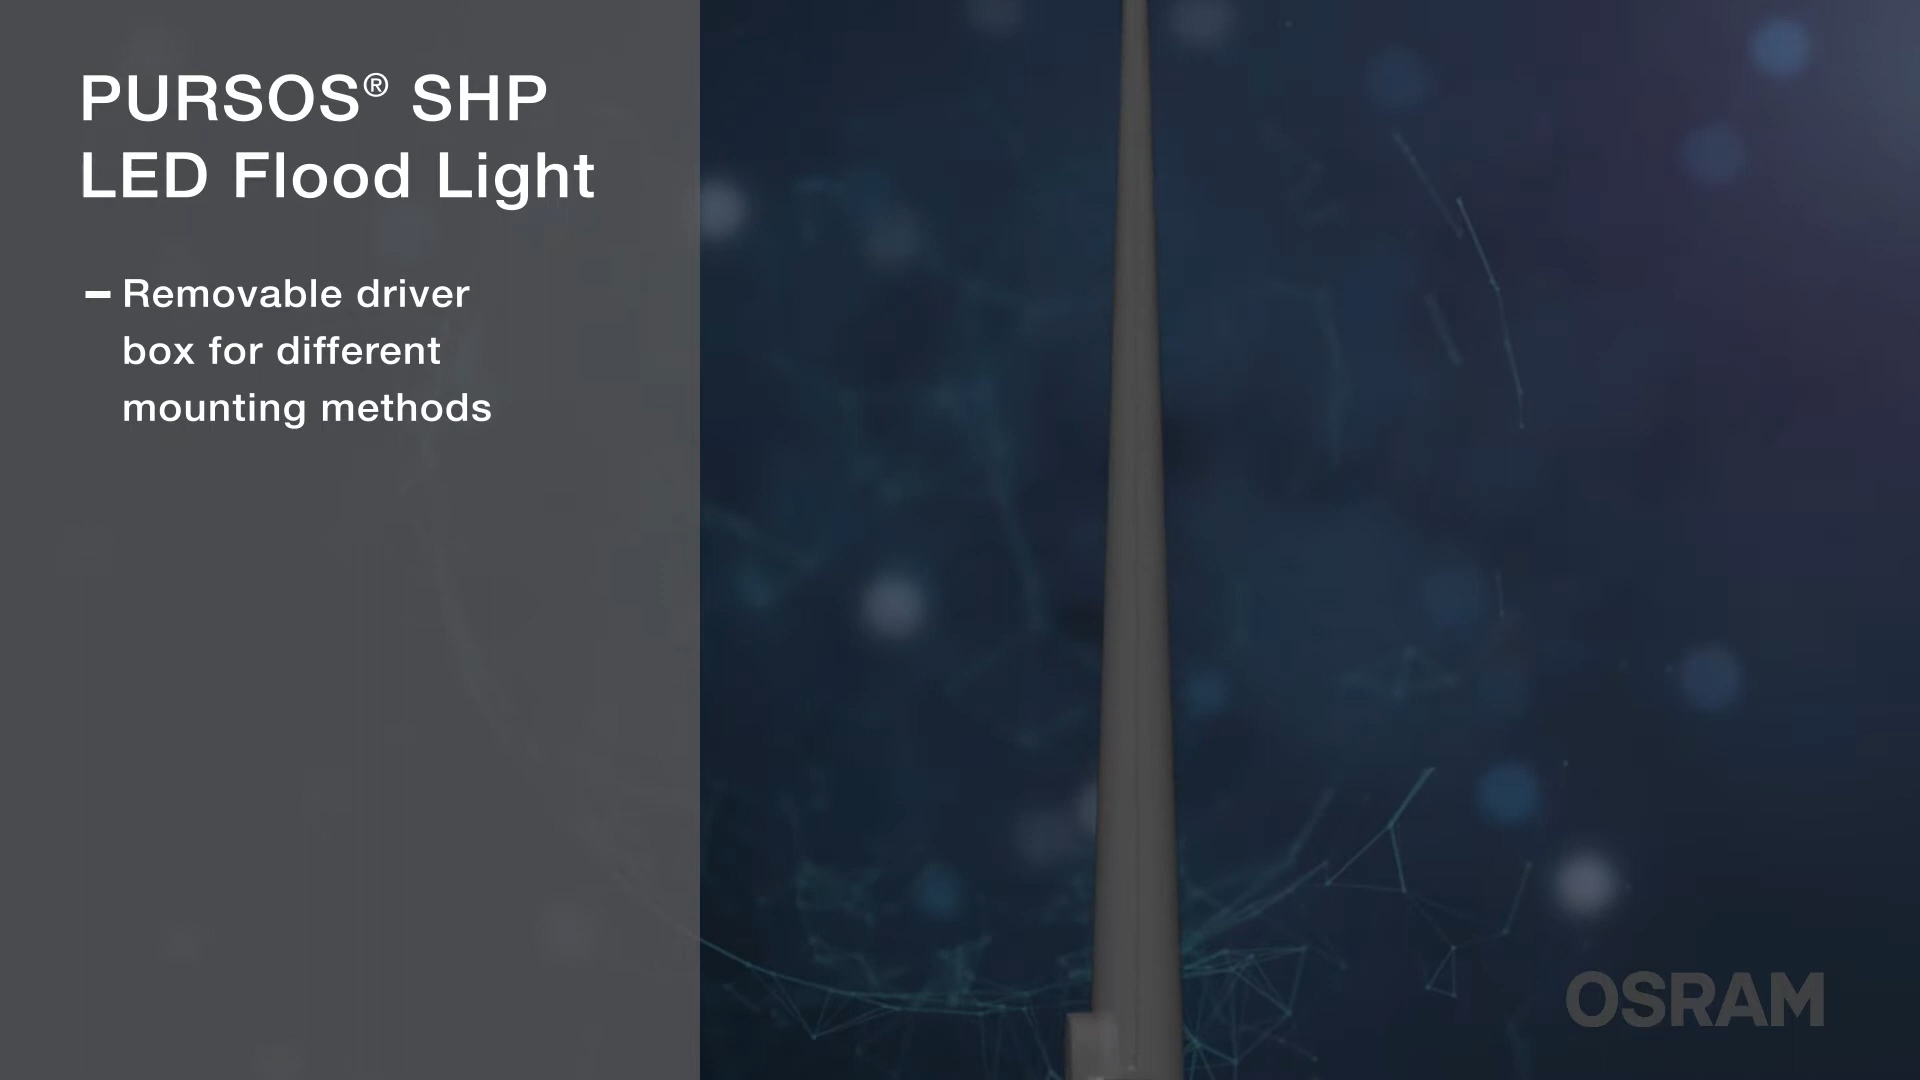 PURSOS® SHP
LED Flood Light
– Removable driver
box for different
mounting methods
OSRAM